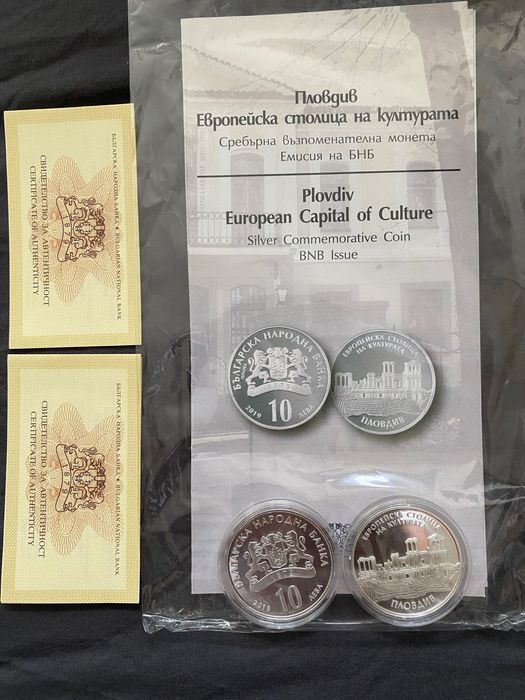 Пловдив
Европейска столица на културата
Сребърна възпоменателна монета
Емисия на БНБ
Plovdiv
European Capital of Culture
Silver Commemorative Coin
BNB Issue
БЪЛГАРСКА НАРОДНА БАНКА
2019 10 ЛЕВА
ЕВРОПЕЙСКА СТОЛИЦА
НА КУЛТУРАТА
ПЛОВДИВ
БЪЛГАРСКА НАРОДНА БАНКА
2019 10 ЛЕВА
ЕВРОПЕЙСКА СТОЛИЦА
НА КУЛТУРАТА
ПЛОВДИВ
БЪЛГАРСКА НАРОДНА БАНКА • BULGARIAN NATIONAL BANK
1879
СВИДЕТЕЛСТВО ЗА АВТЕНТИЧНОСТ
CERTIFICATE OF AUTHENTICITY
БЪЛГАРСКА НАРОДНА БАНКА • BULGARIAN NATIONAL BANK
1879
СВИДЕТЕЛСТВО ЗА АВТЕНТИЧНОСТ
CERTIFICATE OF AUTHENTICITY